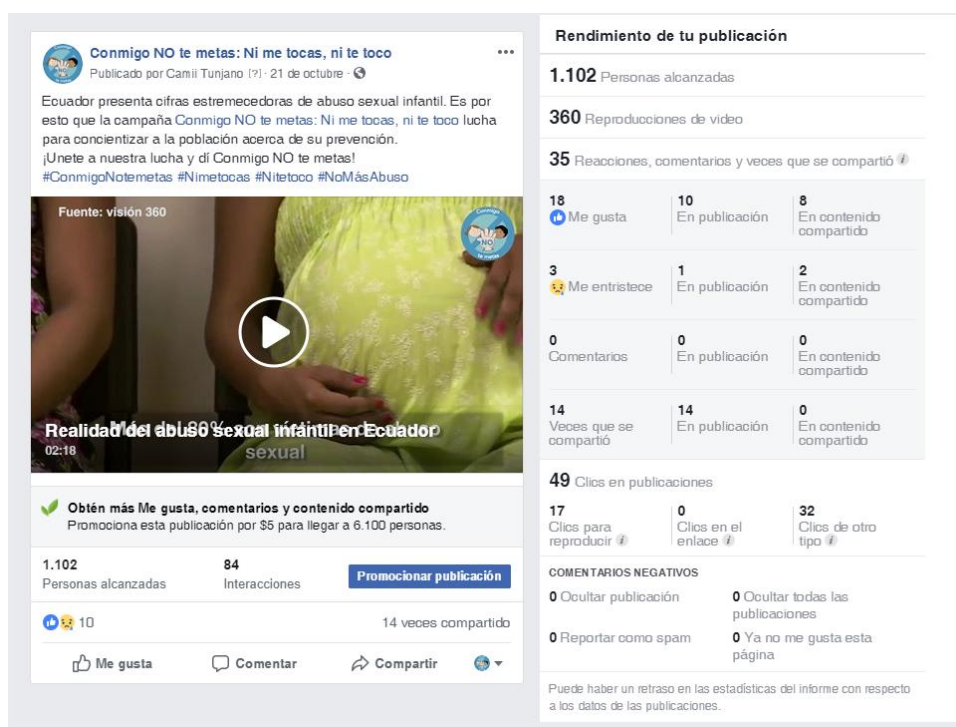 Conmigo NO te metas: Ni me tocas, ni te toco
Publicado por Camii Tunjano [?] · 21 de octubre ·
Ecuador presenta cifras estremecedoras de abuso sexual infantil. Es por
esto que la campaña Conmigo NO te metas: Ni me tocas, ni te toco lucha
para concientizar a la población acerca de su prevención.
¡Unete a nuestra lucha y dí Conmigo NO te metas!
#ConmigoNotemetas #Nimetocas #Nitetoco #NoMásAbuso
Fuente: visión 360
Conmigo
NO
te metas
Realidad del abuso sexual infantil en Ecuador
sexual
02:18
Obtén más Me gusta, comentarios y contenido compartido
Promociona esta publicación por $5 para llegar a 6.100 personas.
1.102
Personas alcanzadas
84
Interacciones
Promocionar publicación
10
14 veces compartido
Me gusta
Comentar
Compartir
Rendimiento de tu publicación
1.102 Personas alcanzadas
360 Reproducciones de video
35 Reacciones, comentarios y veces que se compartió
18
Me gusta
10
En publicación
8
En contenido
compartido
3
Me entristece
1
En publicación
2
En contenido
compartido
0
Comentarios
0
En publicación
0
En contenido
compartido
14
Veces que se
compartió
14
En publicación
0
En contenido
compartido
49 Clics en publicaciones
17
Clics para
reproducir
0
Clics en el
enlace
32
Clics de otro
tipo
COMENTARIOS NEGATIVOS
0 Ocultar publicación
0 Ocultar todas las
publicaciones
0 Reportar como spam
0 Ya no me gusta esta
página
Puede haber un retraso en las estadísticas del informe con respecto
a los datos de las publicaciones.